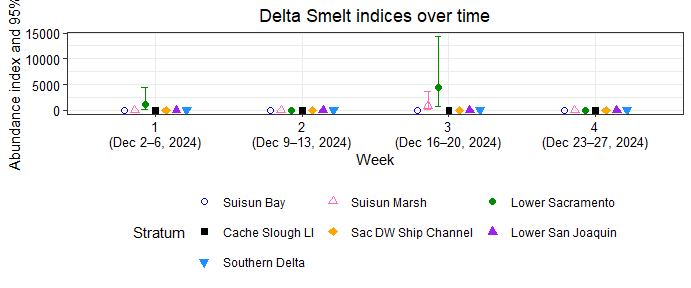 Delta Smelt indices over time
Abundance index and 95%
15000
10000
5000
0
1 2 3 4
(Dec 2–6, 2024) (Dec 9–13, 2024) (Dec 16–20, 2024) (Dec 23–27, 2024)
Week
Stratum
Suisun Bay Suisun Marsh Lower Sacramento
Cache Slough LI Sac DW Ship Channel Lower San Joaquin
Southern Delta